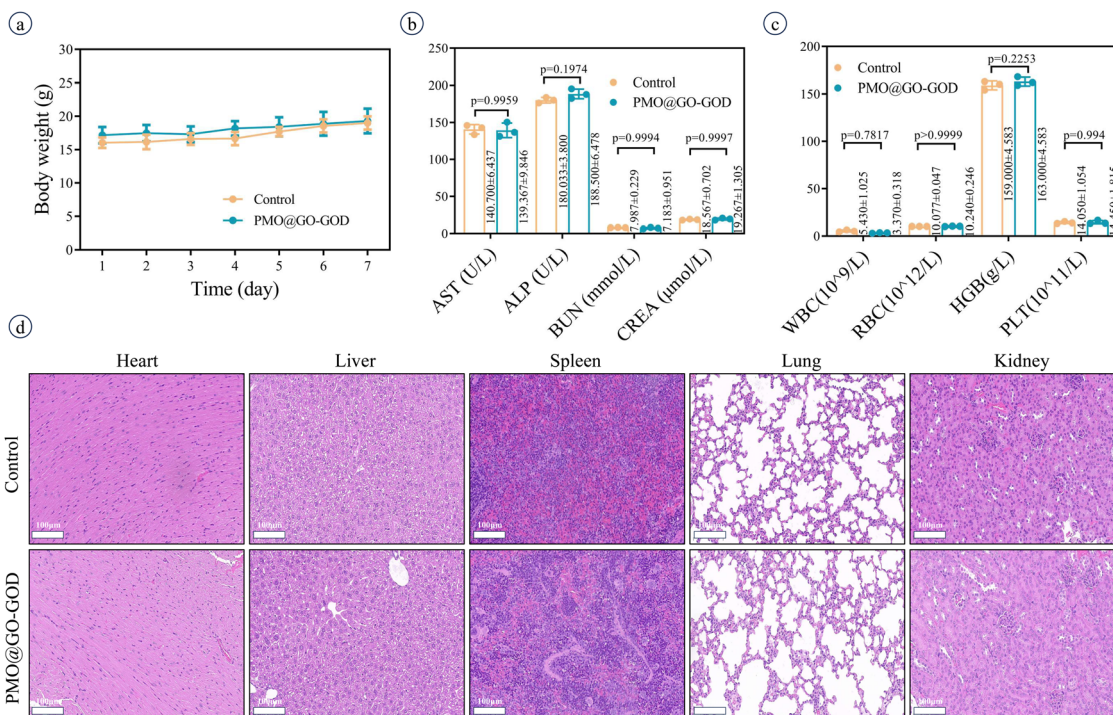 a
30
25
20
15
10
5
0
Body weight (g)
Control
PMO@GO-GOD
1 2 3 4 5 6 7
Time (day)
b
250
200
150
100
50
0
p=0.9959
p=0.1974
p=0.9994
p=0.9997
Control
PMO@GO-GOD
140.700±6.437
139.367±9.846
180.033±3.800
188.500±6.478
7.987±0.229
7.183±0.951
18.567±0.702
19.267±1.305
AST (U/L)
ALP (U/L)
BUN (mmol/L)
CREA (μmol/L)
c
200
150
100
50
0
Control
PMO@GO-GOD
p=0.7817
p>0.9999
p=0.2253
p=0.994
5.430±1.025
3.370±0.318
10.077±0.047
10.240±0.246
159.000±4.583
163.000±4.583
14.050±1.054
WBC(10^9/L)
RBC(10^12/L)
HGB(g/L)
PLT(10^11/L)
d
Heart Liver Spleen Lung Kidney
Control
100μm
100μm
100μm
100μm
PMO@GO-GOD
100μm
100μm
100μm
100μm